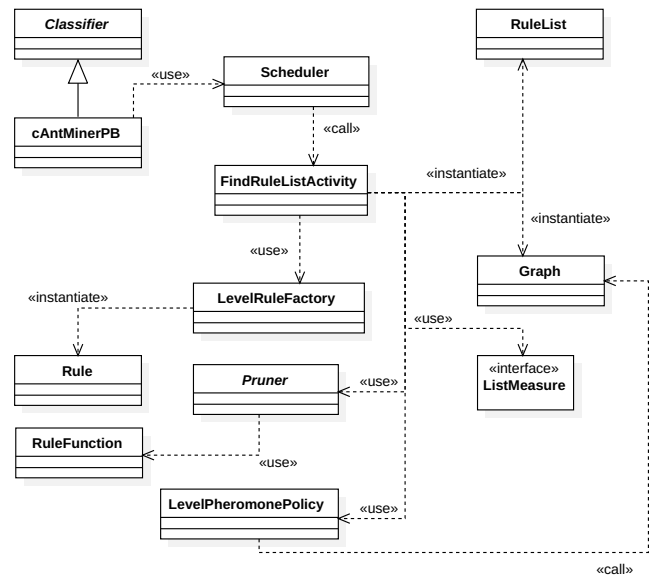 Classifier
RuleList
«use»
Scheduler
cAntMinerPB
«call»
FindRuleListActivity
«instantiate»
«instantiate»
«use»
Graph
LevelRuleFactory
«instantiate»
«use»
«interface»
ListMeasure
Rule
Pruner
«use»
RuleFunction
«use»
LevelPheromonePolicy
«use»
«call»